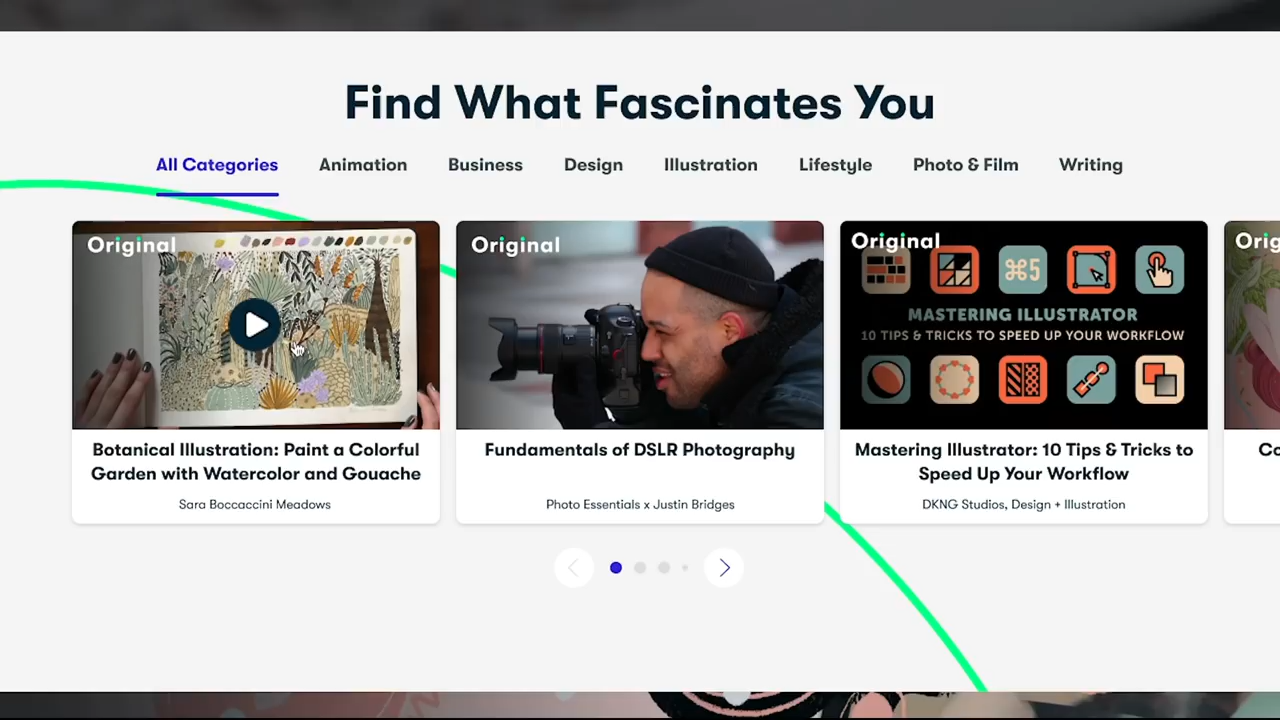 Find What Fascinates You
All Categories Animation Business Design Illustration Lifestyle Photo & Film Writing
Original
Botanical Illustration: Paint a Colorful
Garden with Watercolor and Gouache
Sara Boccaccini Meadows
Original
Fundamentals of DSLR Photography
Photo Essentials x Justin Bridges
Original
⌘5
MASTERING ILLUSTRATOR
10 TIPS & TRICKS TO SPEED UP YOUR WORKFLOW
Mastering Illustrator: 10 Tips & Tricks to
Speed Up Your Workflow
DKNG Studios, Design + Illustration